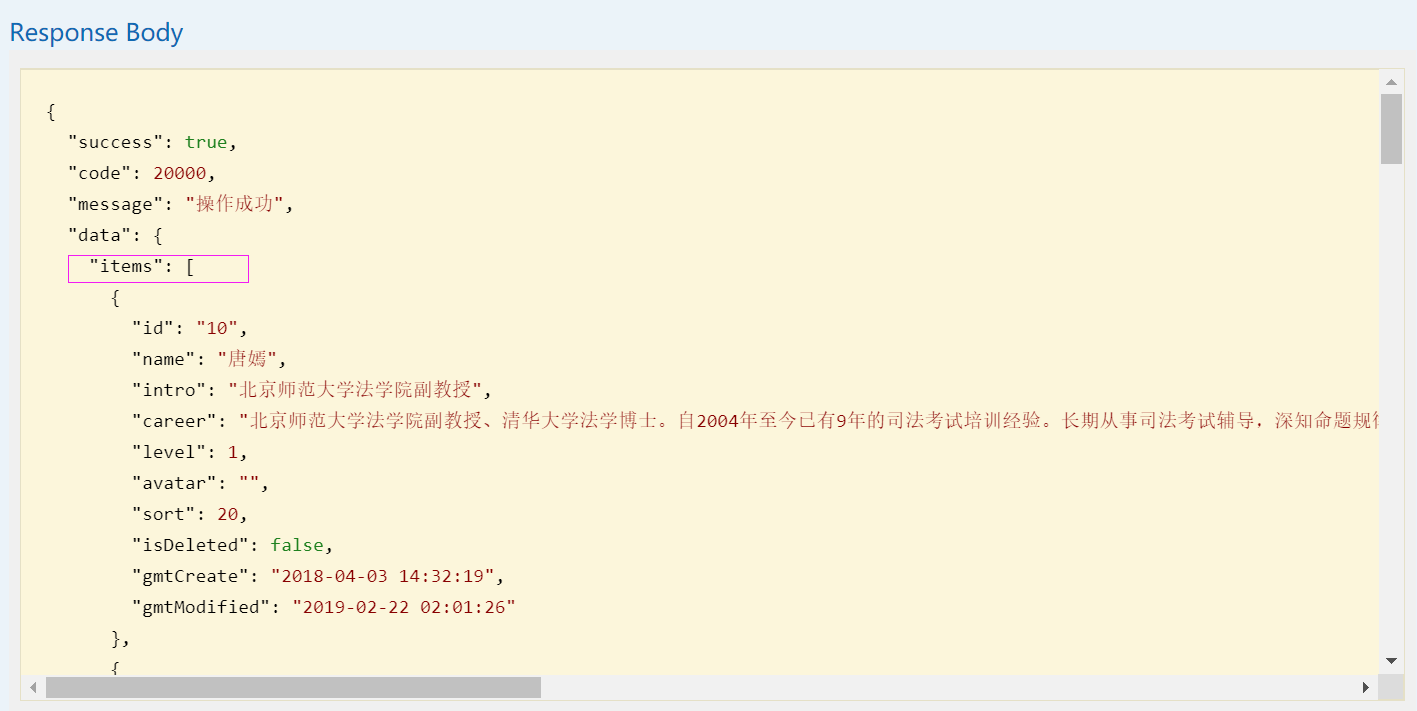 Response Body
{
  "success": true,
  "code": 20000,
  "message": "操作成功",
  "data": {
    "items": [
      {
        "id": "10",
        "name": "唐嫣",
        "intro": "北京师范大学法学院副教授",
        "career": "北京师范大学法学院副教授、清华大学法学博士。自2004年至今已有9年的司法考试培训经验。长期从事司法考试辅导，深知命题规
        "level": 1,
        "avatar": "",
        "sort": 20,
        "isDeleted": false,
        "gmtCreate": "2018-04-03 14:32:19",
        "gmtModified": "2019-02-22 02:01:26"
      },
      {